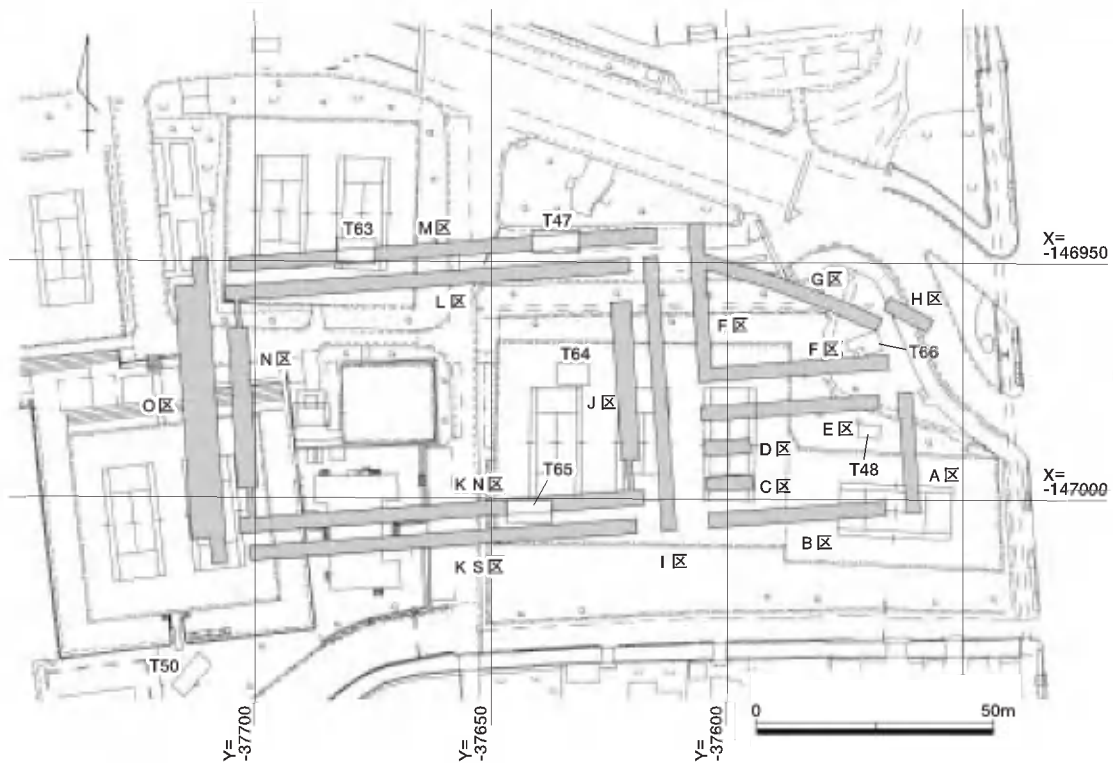 T63
M区
T47
X=
-146950
G区
H区
L区
F区
T64
F区
T66
N区
O区
J区
E区
D区
T48
A区
K N区
T65
C区
X=
-147000
B区
I区
K S区
T50
Y=
-37700
Y=
-37650
Y=
-37600
0
50m